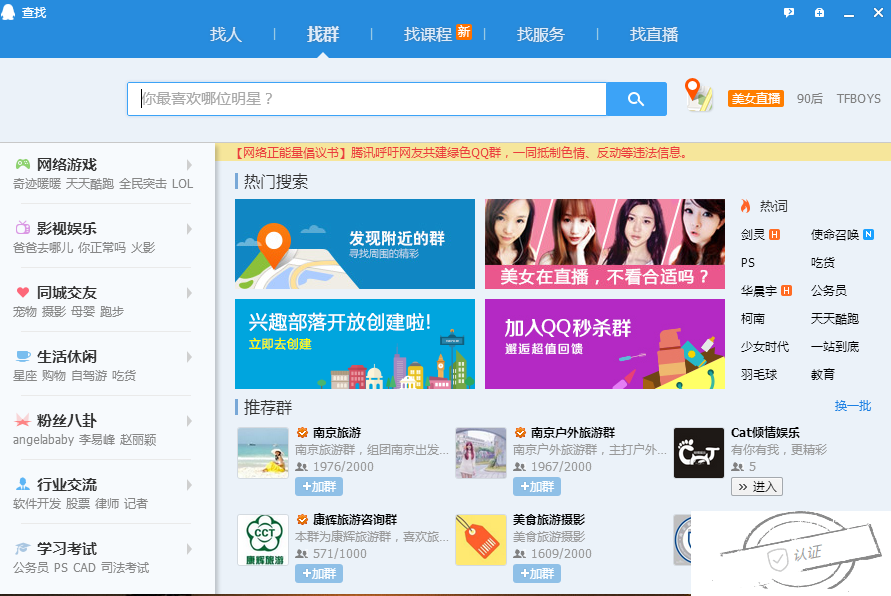 查找
找人 找群 找课程 新 找服务 找直播
你最喜欢哪位明星？
美女直播 90后 TFBOYS
【网络正能量倡议书】腾讯呼吁网友共建绿色QQ群，一同抵制色情、反动等违法信息。
网络游戏
奇迹暖暖 天天酷跑 全民突击 LOL
影视娱乐
爸爸去哪儿 你正常吗 火影
同城交友
宠物 摄影 母婴 跑步
生活休闲
星座 购物 自驾游 吃货
粉丝八卦
angelababy 李易峰 赵丽颖
行业交流
软件开发 股票 律师 记者
学习考试
公务员 PS CAD 司法考试
热门搜索
发现附近的群
寻找周围的精彩
美女在直播，不看合适吗？
兴趣部落开放创建啦!
立即去创建
加入QQ秒杀群
邂逅超值回馈
热词
剑灵 H 使命召唤 N
PS 吃货
华晨宇 H 公务员
柯南 天天酷跑
少女时代 一站到底
羽毛球 教育
推荐群 换一批
南京旅游
南京旅游群，组团南京出发...
1976/2000
+加群
南京户外旅游群
南京户外旅游群，主打户外...
1967/2000
+加群
CAT
Cat倾情娱乐
有你有我，更精彩
5
>> 进入
CCT
康辉旅游
康辉旅游咨询群
本群为康辉旅游群，喜欢旅...
571/1000
+加群
美食旅游摄影
美食旅游摄影
1609/2000
+加群
认证